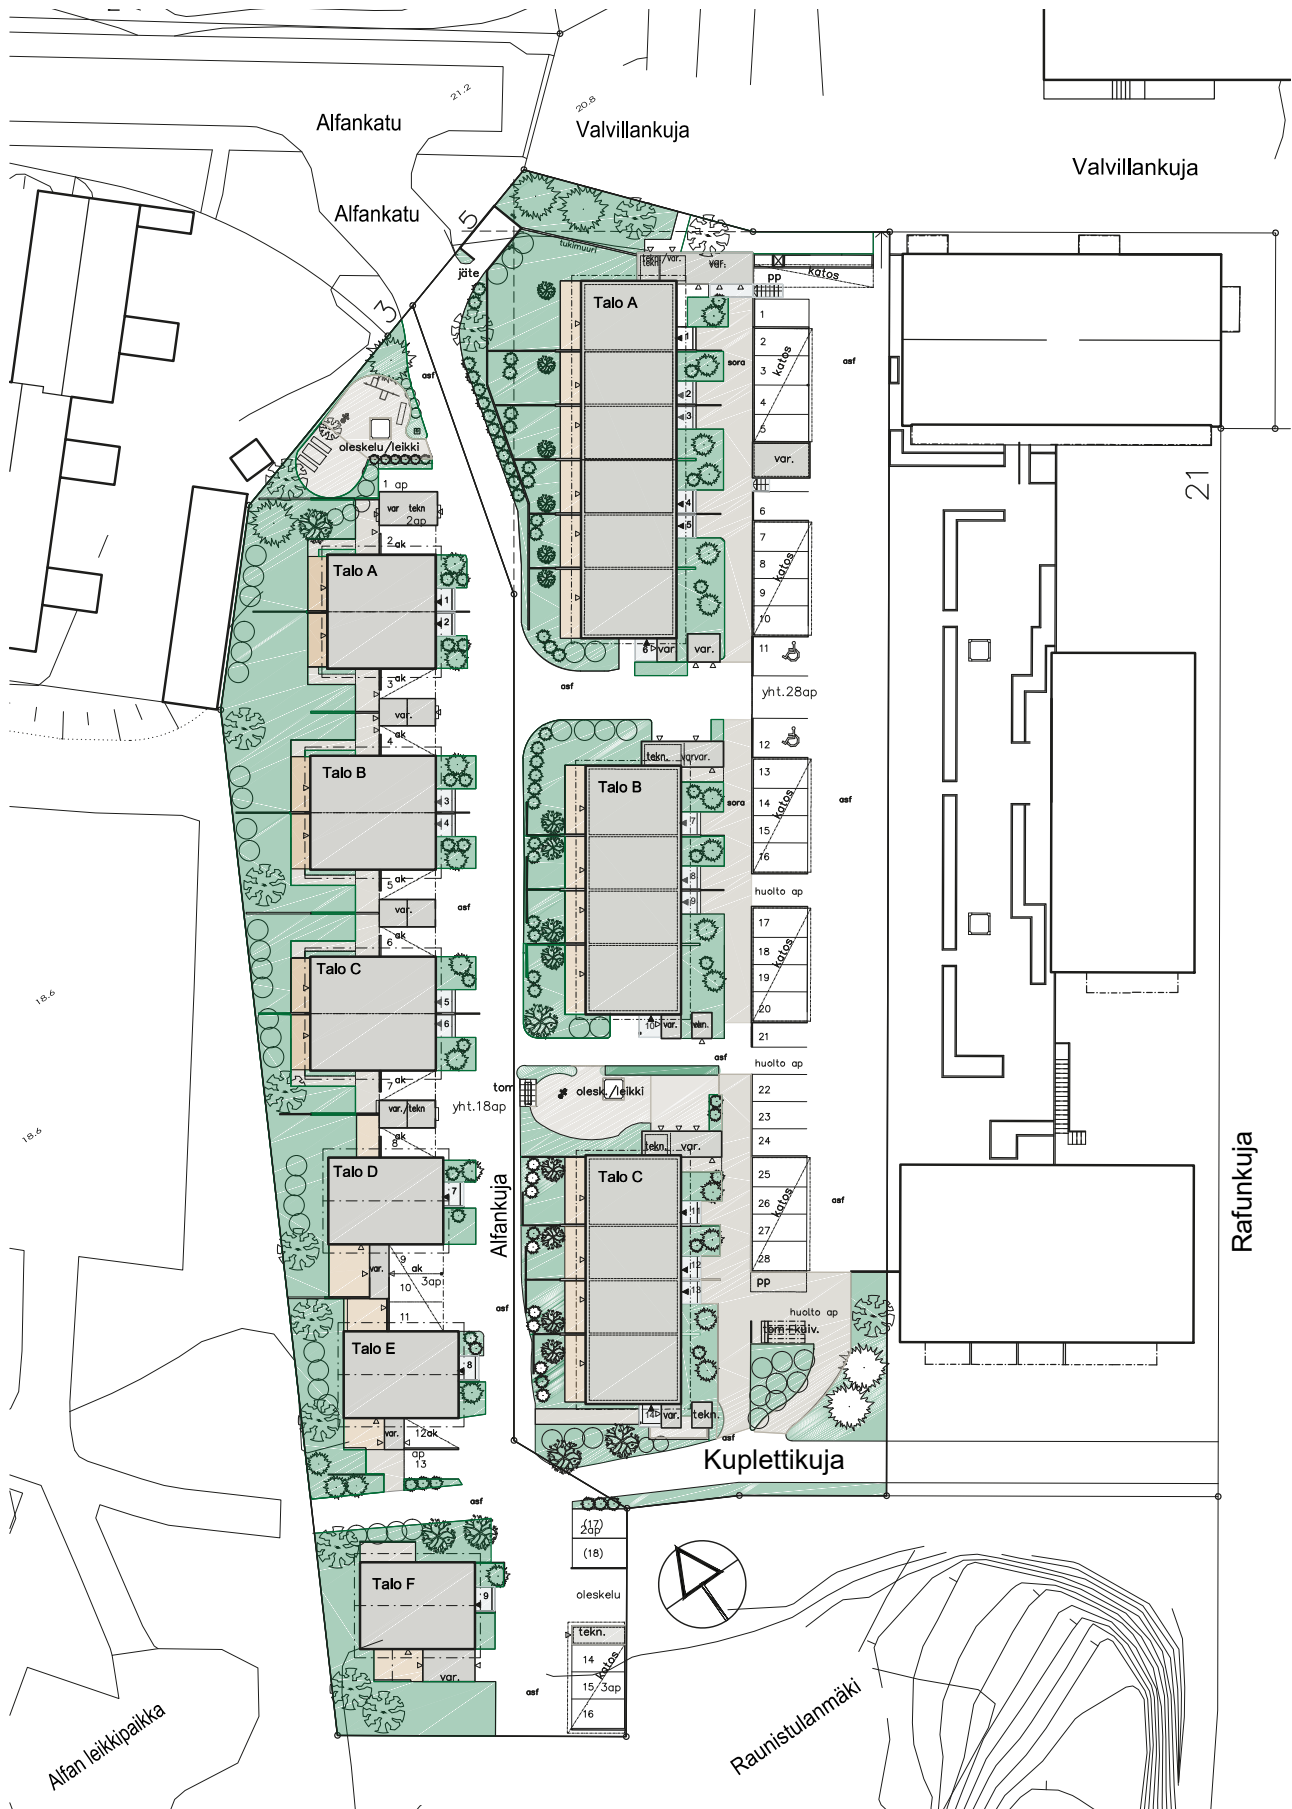 21.2
20.8
Alfankatu
Valvillankuja
Valvillankuja
Alfankatu
5
3
tukimuuri
jäte
tekn./var.
tekn
var.
pp
katos
Talo A
1
1
2
3
4
5
katos
sora
asf
asf
2
3
oleskelu/leikki
var.
21
1 ap
var tekn
2ap
4
5
6
7
8
9
10
katos
2
ak
Talo A
1
2
3
ak
6
var
var.
11
asf
yht.28ap
var.
4
ak
12
tekn.
var
var.
Talo B
Talo B
13
14
15
16
katos
sora
asf
3
4
7
5
ak
8
9
huolto ap
var.
asf
17
18
19
20
katos
6
ak
Talo C
5
6
10
var.
tekn.
21
asf
huolto ap
7
ak
tom
olesk./leikki
22
23
24
var./tekn
yht.18ap
ak
8
tekn.
var.
Talo D
Talo C
25
26
27
28
katos
asf
7
11
Alfankuja
Rafunkuja
9
ak
3ap
10
11
var.
12
13
pp
asf
huolto ap
tom+kuiv.
Talo E
8
12ak
var.
ap
13
14
var.
tekn.
asf
Kuplettikuja
asf
(17)
2ap
(18)
Talo F
9
oleskelu
tekn.
14
15
3ap
16
katos
var.
asf
18.6
18.6
Alfan leikkipaikka
Raunistulanmäki